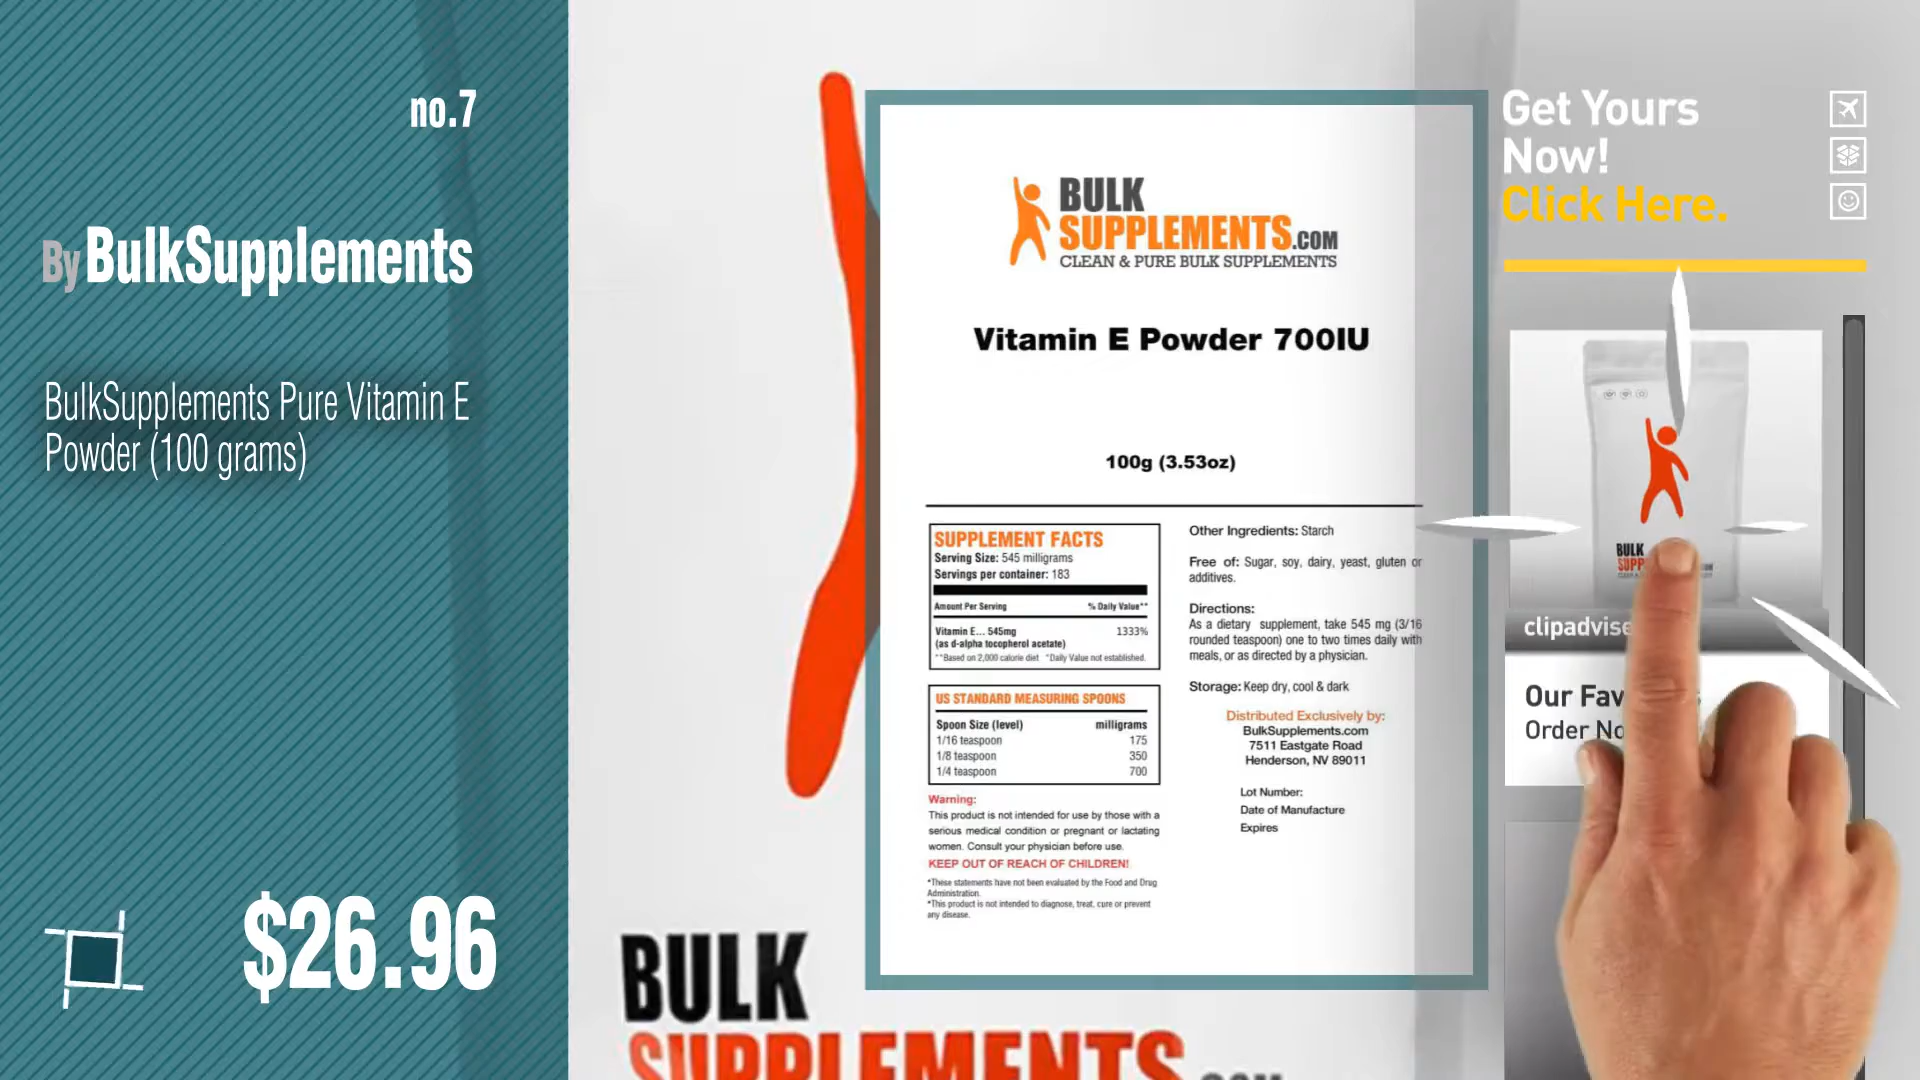 no.7
By BulkSupplements
BulkSupplements Pure Vitamin E
Powder (100 grams)
$26.96
BULK
SUPPLEMENTS.COM
CLEAN & PURE BULK SUPPLEMENTS
Vitamin E Powder 700IU
100g (3.53oz)
SUPPLEMENT FACTS
Serving Size: 545 milligrams
Servings per container: 183
Amount Per Serving % Daily Value**
Vitamin E... 545mg 1333%
(as d-alpha tocopherol acetate)
**Based on 2,000 calorie diet *Daily Value not established.
US STANDARD MEASURING SPOONS
Spoon Size (level) milligrams
1/16 teaspoon 175
1/8 teaspoon 350
1/4 teaspoon 700
Warning:
This product is not intended for use by those with a
serious medical condition or pregnant or lactating
women. Consult your physician before use.
KEEP OUT OF REACH OF CHILDREN!
*These statements have not been evaluated by the Food and Drug
Administration.
*This product is not intended to diagnose, treat, cure or prevent
any disease.
Other Ingredients: Starch
Free of: Sugar, soy, dairy, yeast, gluten or
additives.
Directions:
As a dietary supplement, take 545 mg (3/16
rounded teaspoon) one to two times daily with
meals, or as directed by a physician.
Storage: Keep dry, cool & dark
Distributed Exclusively by:
BulkSupplements.com
7511 Eastgate Road
Henderson, NV 89011
Lot Number:
Date of Manufacture
Expires
BULK
SUPPLEMENTS.COM
Get Yours
Now!
Click Here.
BULK
clipadvise
Our Fav
Order No